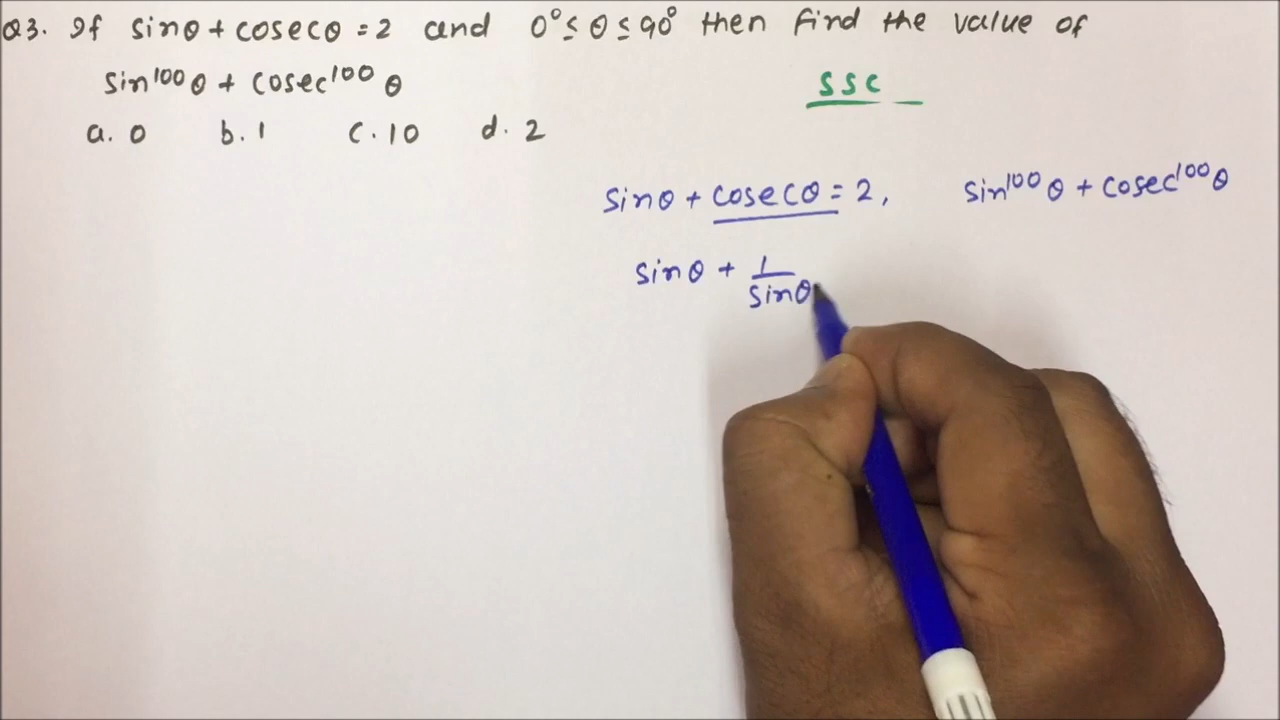 Q3. If sinθ + cosecθ = 2 and 0° ≤ θ ≤ 90° then find the value of
sin¹⁰⁰θ + cosec¹⁰⁰θ
SSC
a. 0 b. 1 c. 10 d. 2
sinθ + cosecθ = 2, sin¹⁰⁰θ + cosec¹⁰⁰θ
sinθ + 1/sinθ